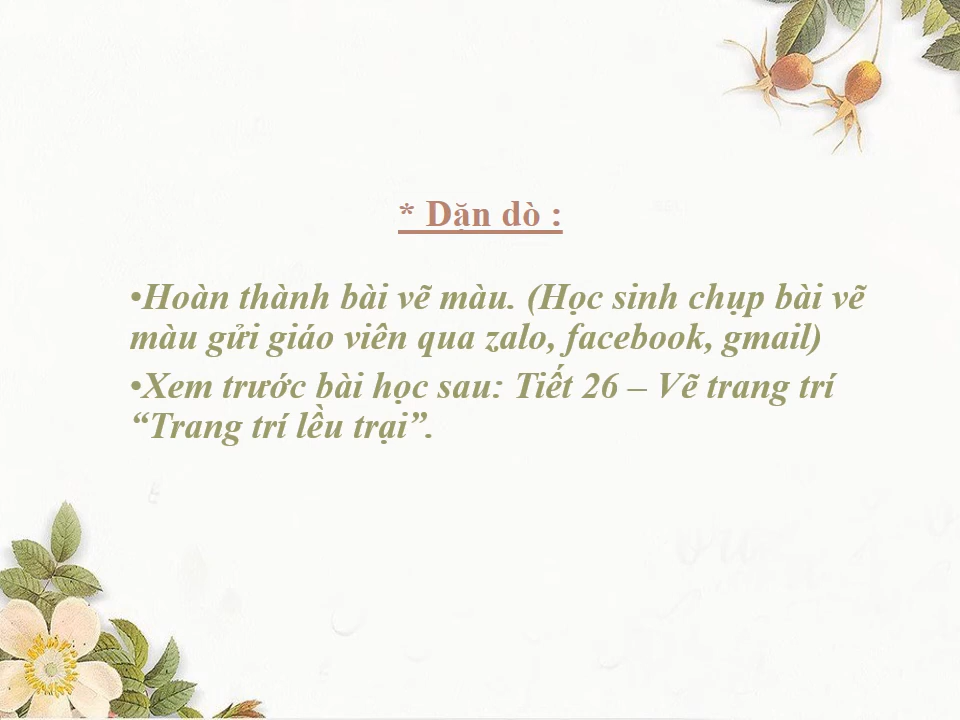 * Dặn dò :
•Hoàn thành bài vẽ màu. (Học sinh chụp bài vẽ
màu gửi giáo viên qua zalo, facebook, gmail)
•Xem trước bài học sau: Tiết 26 – Vẽ trang trí
“Trang trí lều trại”.